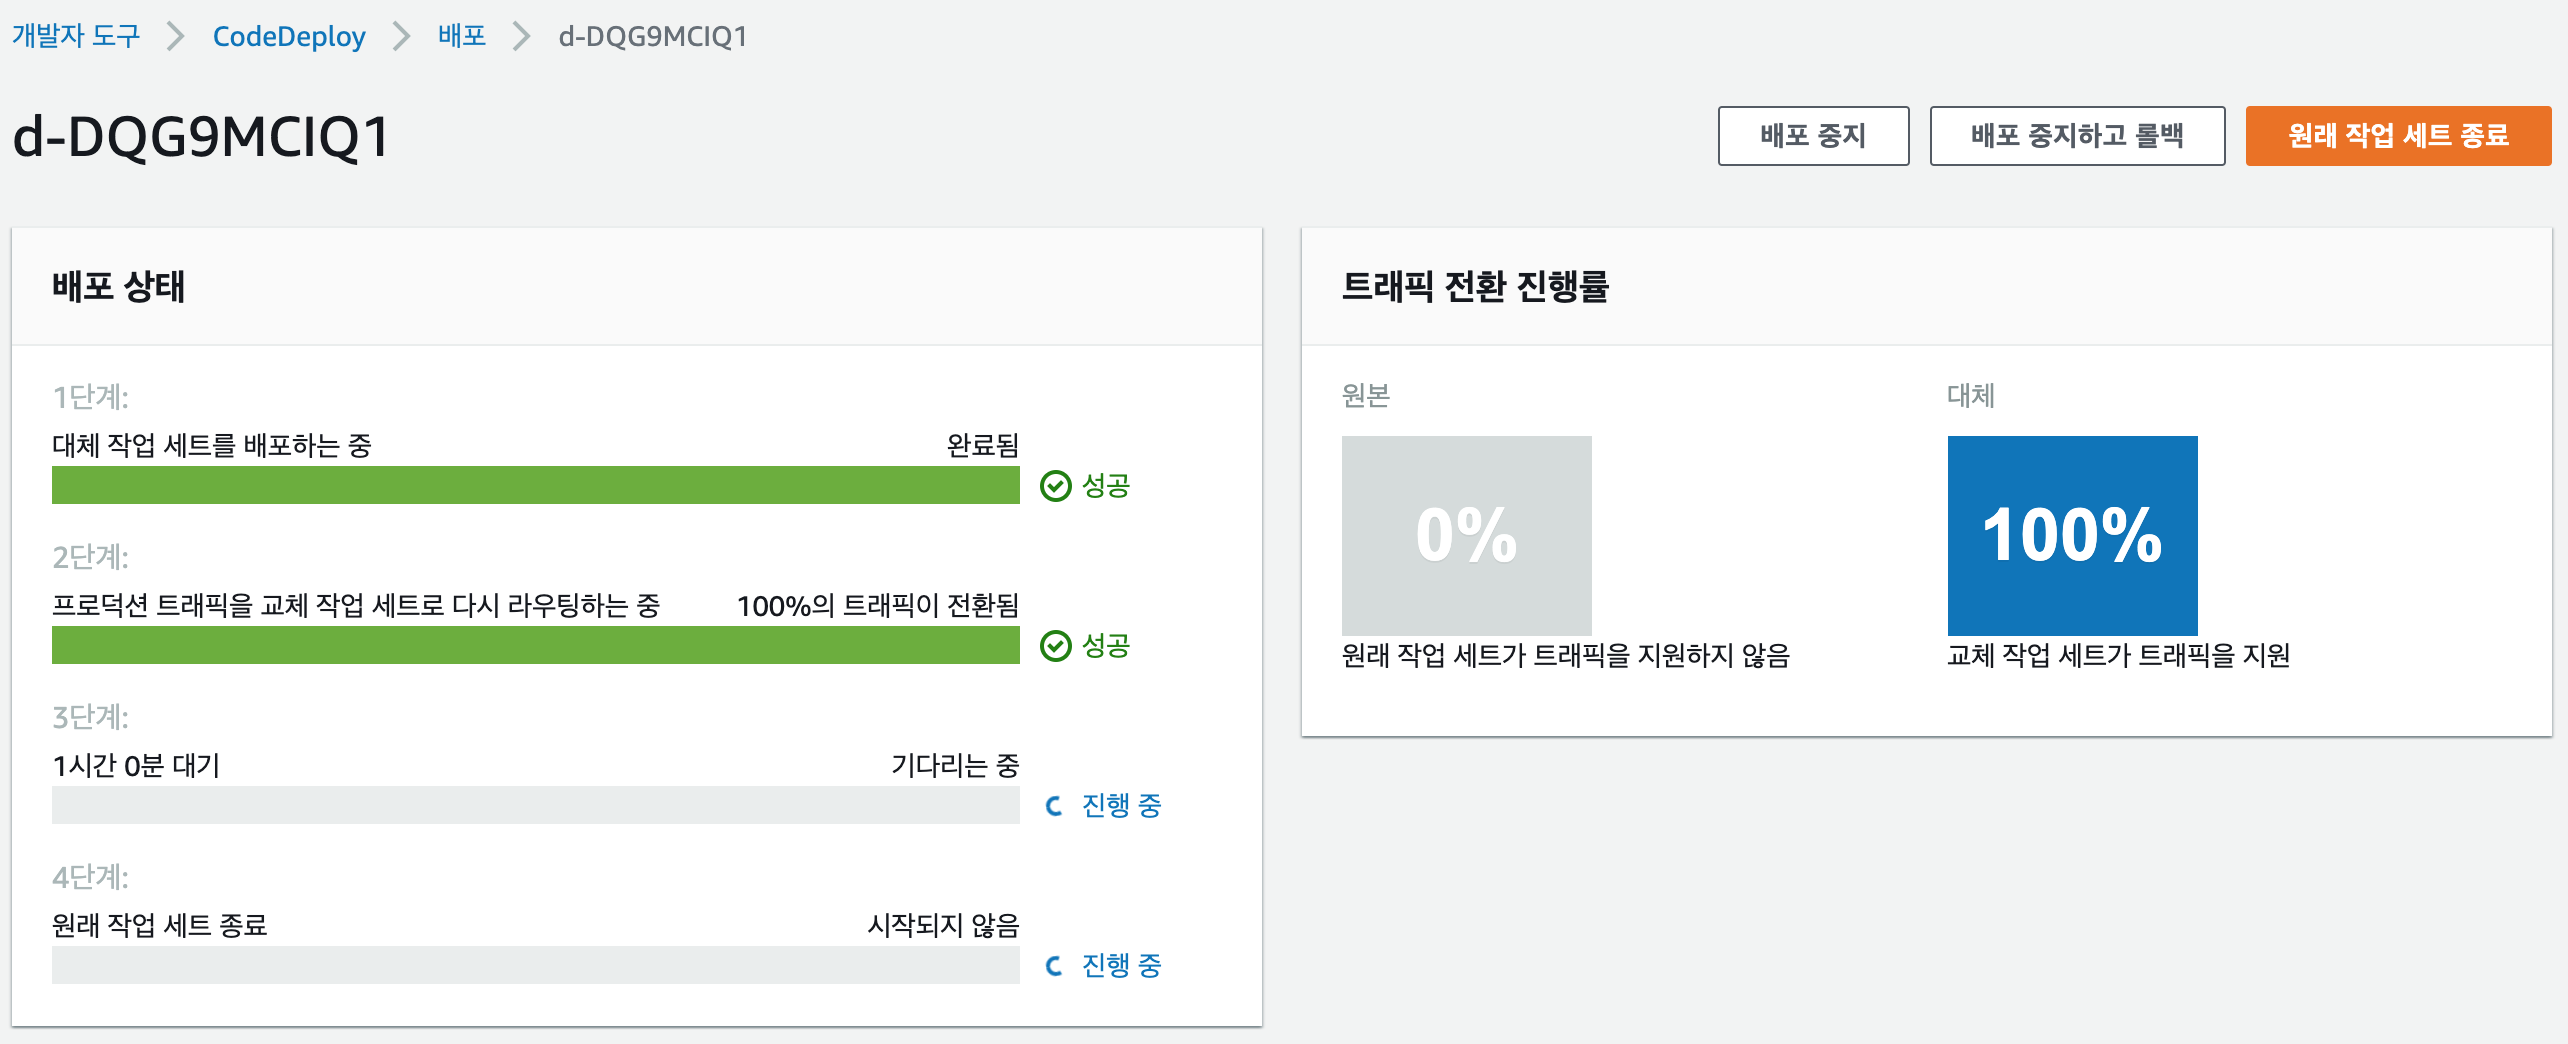 개발자 도구 > CodeDeploy > 배포 > d-DQG9MCIQ1
d-DQG9MCIQ1
배포 중지
배포 중지하고 롤백
원래 작업 세트 종료
배포 상태
1단계:
대체 작업 세트를 배포하는 중 완료됨
성공
2단계:
프로덕션 트래픽을 교체 작업 세트로 다시 라우팅하는 중 100%의 트래픽이 전환됨
성공
3단계:
1시간 0분 대기 기다리는 중
진행 중
4단계:
원래 작업 세트 종료 시작되지 않음
진행 중
트래픽 전환 진행률
원본
0%
원래 작업 세트가 트래픽을 지원하지 않음
대체
100%
교체 작업 세트가 트래픽을 지원